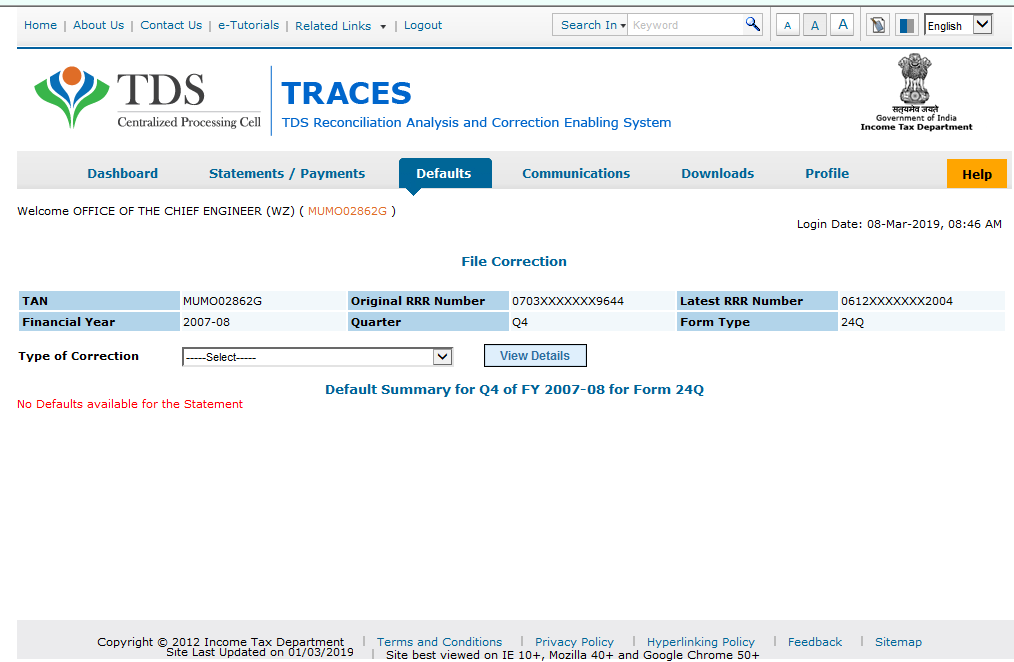 Home | About Us | Contact Us | e-Tutorials | Related Links | Logout
Search In Keyword A A A English
TDS
Centralized Processing Cell
TRACES
TDS Reconciliation Analysis and Correction Enabling System
सत्यमेव जयते
Government of India
Income Tax Department
Dashboard Statements / Payments Defaults Communications Downloads Profile Help
Welcome OFFICE OF THE CHIEF ENGINEER (WZ) ( MUMO02862G )
Login Date: 08-Mar-2019, 08:46 AM
File Correction
TAN MUMO02862G Original RRR Number 0703XXXXXXX9644 Latest RRR Number 0612XXXXXXX2004
Financial Year 2007-08 Quarter Q4 Form Type 24Q
Type of Correction -----Select----- View Details
Default Summary for Q4 of FY 2007-08 for Form 24Q
No Defaults available for the Statement
Copyright © 2012 Income Tax Department | Terms and Conditions | Privacy Policy | Hyperlinking Policy | Feedback | Sitemap
Site Last Updated on 01/03/2019 | Site best viewed on IE 10+, Mozilla 40+ and Google Chrome 50+